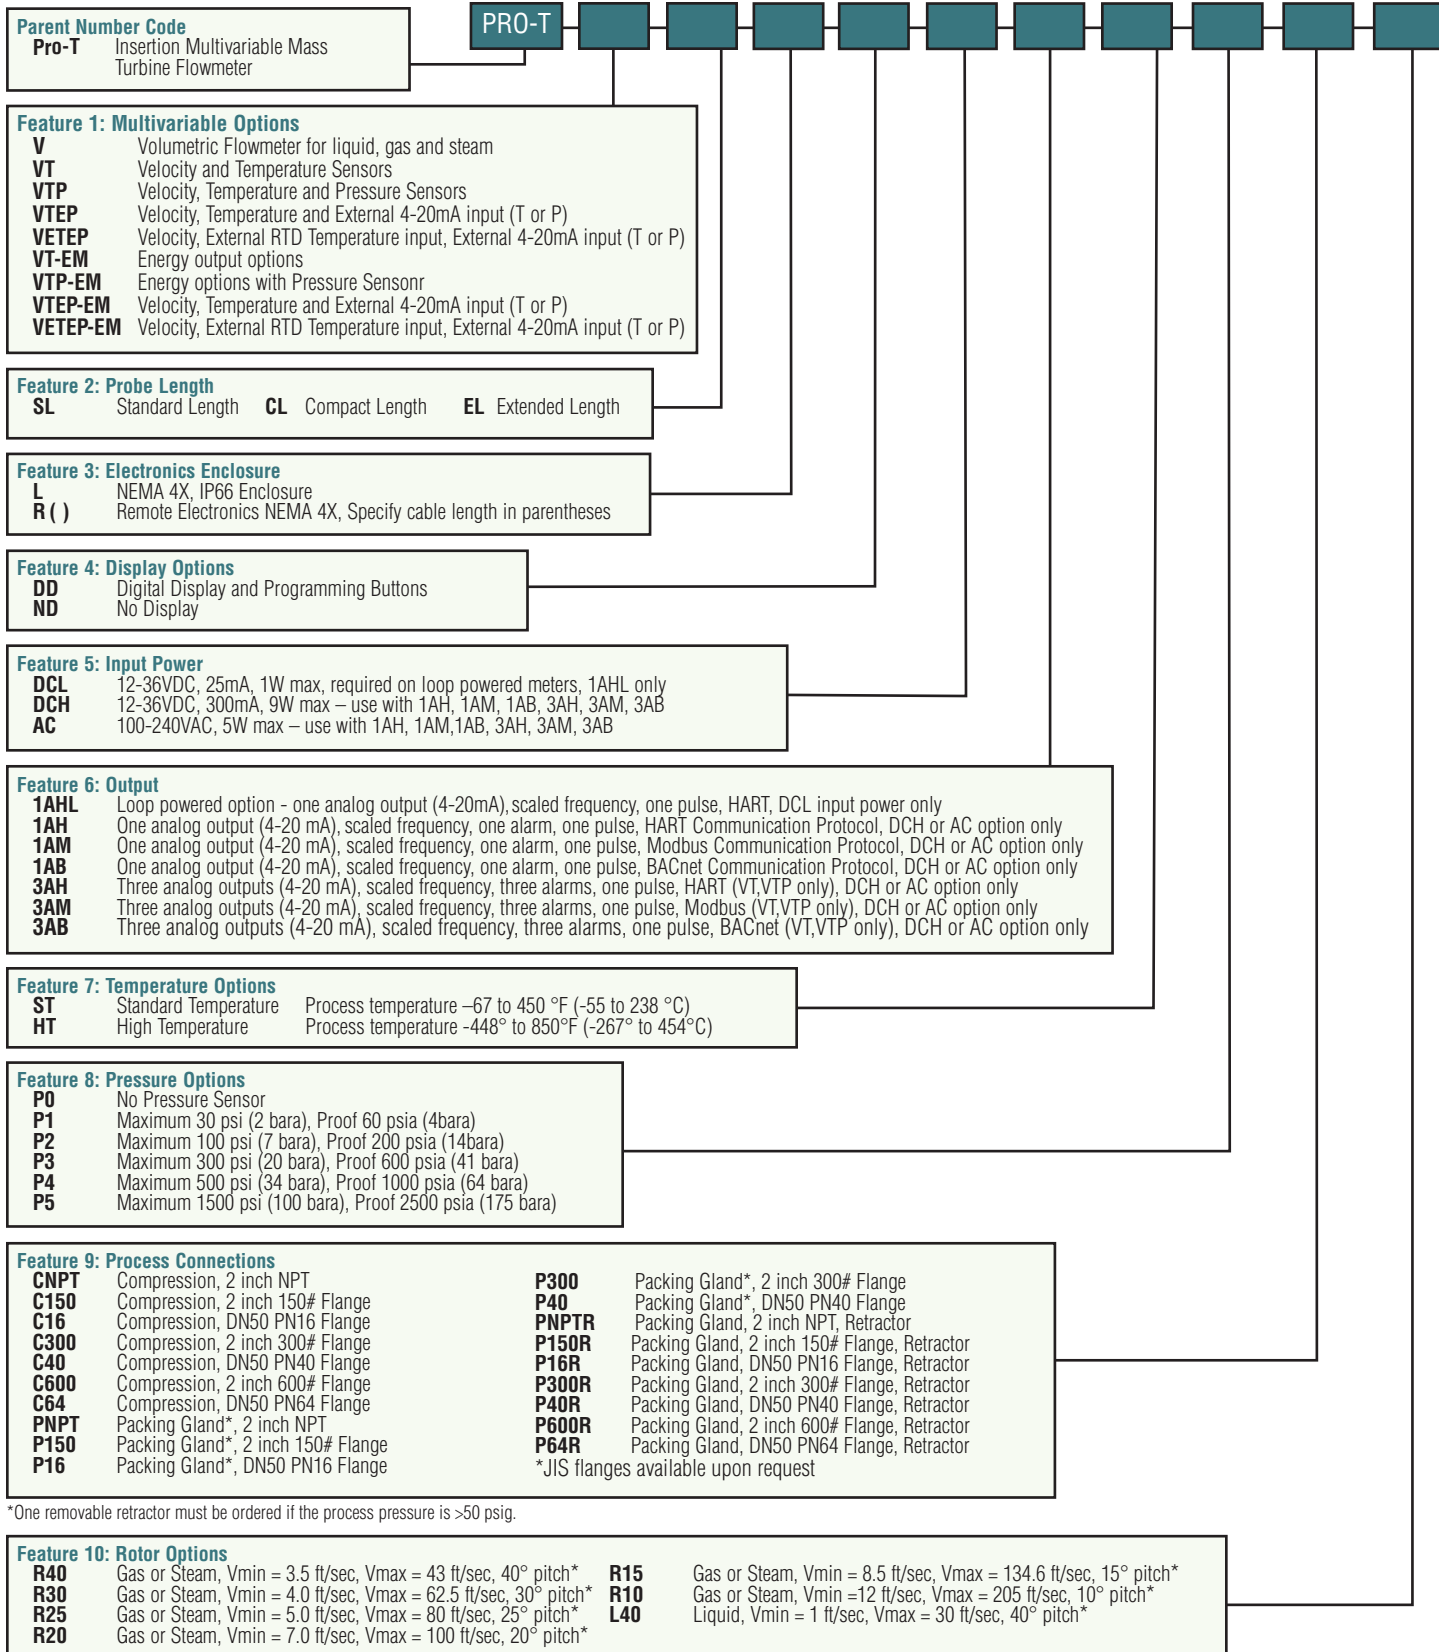 Parent Number Code
Pro-T Insertion Multivariable Mass
Turbine Flowmeter
PRO-T
Feature 1: Multivariable Options
V Volumetric Flowmeter for liquid, gas and steam
VT Velocity and Temperature Sensors
VTP Velocity, Temperature and Pressure Sensors
VTEP Velocity, Temperature and External 4-20mA input (T or P)
VETEP Velocity, External RTD Temperature input, External 4-20mA input (T or P)
VT-EM Energy output options
VTP-EM Energy options with Pressure Sensonr
VTEP-EM Velocity, Temperature and External 4-20mA input (T or P)
VETEP-EM Velocity, External RTD Temperature input, External 4-20mA input (T or P)
Feature 2: Probe Length
SL Standard Length CL Compact Length EL Extended Length
Feature 3: Electronics Enclosure
L NEMA 4X, IP66 Enclosure
R ( ) Remote Electronics NEMA 4X, Specify cable length in parentheses
Feature 4: Display Options
DD Digital Display and Programming Buttons
ND No Display
Feature 5: Input Power
DCL 12-36VDC, 25mA, 1W max, required on loop powered meters, 1AHL only
DCH 12-36VDC, 300mA, 9W max – use with 1AH, 1AM, 1AB, 3AH, 3AM, 3AB
AC 100-240VAC, 5W max – use with 1AH, 1AM,1AB, 3AH, 3AM, 3AB
Feature 6: Output
1AHL Loop powered option - one analog output (4-20mA), scaled frequency, one pulse, HART, DCL input power only
1AH One analog output (4-20 mA), scaled frequency, one alarm, one pulse, HART Communication Protocol, DCH or AC option only
1AM One analog output (4-20 mA), scaled frequency, one alarm, one pulse, Modbus Communication Protocol, DCH or AC option only
1AB One analog output (4-20 mA), scaled frequency, one alarm, one pulse, BACnet Communication Protocol, DCH or AC option only
3AH Three analog outputs (4-20 mA), scaled frequency, three alarms, one pulse, HART (VT,VTP only), DCH or AC option only
3AM Three analog outputs (4-20 mA), scaled frequency, three alarms, one pulse, Modbus (VT,VTP only), DCH or AC option only
3AB Three analog outputs (4-20 mA), scaled frequency, three alarms, one pulse, BACnet (VT,VTP only), DCH or AC option only
Feature 7: Temperature Options
ST Standard Temperature Process temperature –67 to 450 °F (-55 to 238 °C)
HT High Temperature Process temperature -448° to 850°F (-267° to 454°C)
Feature 8: Pressure Options
P0 No Pressure Sensor
P1 Maximum 30 psi (2 bara), Proof 60 psia (4bara)
P2 Maximum 100 psi (7 bara), Proof 200 psia (14bara)
P3 Maximum 300 psi (20 bara), Proof 600 psia (41 bara)
P4 Maximum 500 psi (34 bara), Proof 1000 psia (64 bara)
P5 Maximum 1500 psi (100 bara), Proof 2500 psia (175 bara)
Feature 9: Process Connections
CNPT Compression, 2 inch NPT
C150 Compression, 2 inch 150# Flange
C16 Compression, DN50 PN16 Flange
C300 Compression, 2 inch 300# Flange
C40 Compression, DN50 PN40 Flange
C600 Compression, 2 inch 600# Flange
C64 Compression, DN50 PN64 Flange
PNPT Packing Gland*, 2 inch NPT
P150 Packing Gland*, 2 inch 150# Flange
P16 Packing Gland*, DN50 PN16 Flange
P300 Packing Gland*, 2 inch 300# Flange
P40 Packing Gland*, DN50 PN40 Flange
PNPTR Packing Gland, 2 inch NPT, Retractor
P150R Packing Gland, 2 inch 150# Flange, Retractor
P16R Packing Gland, DN50 PN16 Flange, Retractor
P300R Packing Gland, 2 inch 300# Flange, Retractor
P40R Packing Gland, DN50 PN40 Flange, Retractor
P600R Packing Gland, 2 inch 600# Flange, Retractor
P64R Packing Gland, DN50 PN64 Flange, Retractor
*JIS flanges available upon request
*One removable retractor must be ordered if the process pressure is >50 psig.
Feature 10: Rotor Options
R40 Gas or Steam, Vmin = 3.5 ft/sec, Vmax = 43 ft/sec, 40° pitch*
R30 Gas or Steam, Vmin = 4.0 ft/sec, Vmax = 62.5 ft/sec, 30° pitch*
R25 Gas or Steam, Vmin = 5.0 ft/sec, Vmax = 80 ft/sec, 25° pitch*
R20 Gas or Steam, Vmin = 7.0 ft/sec, Vmax = 100 ft/sec, 20° pitch*
R15 Gas or Steam, Vmin = 8.5 ft/sec, Vmax = 134.6 ft/sec, 15° pitch*
R10 Gas or Steam, Vmin =12 ft/sec, Vmax = 205 ft/sec, 10° pitch*
L40 Liquid, Vmin = 1 ft/sec, Vmax = 30 ft/sec, 40° pitch*